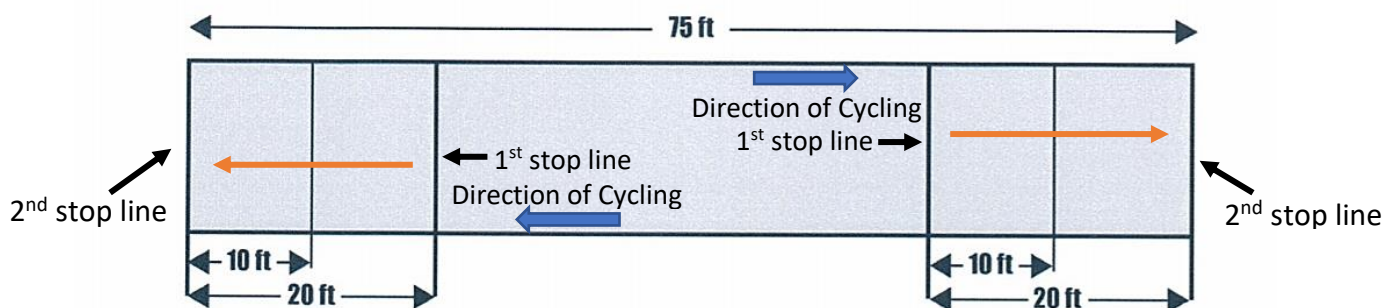 75 ft
Direction of Cycling
1st stop line
1st stop line
Direction of Cycling
2nd stop line
2nd stop line
10 ft
10 ft
20 ft
20 ft